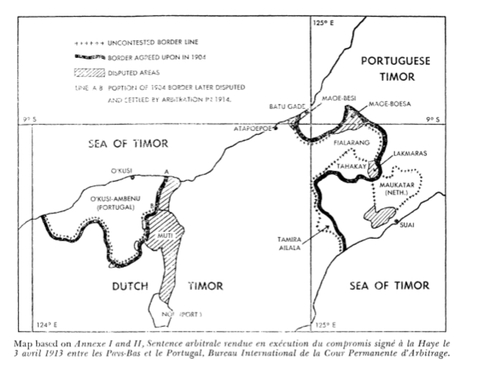 125° E
UNCONTESTED BORDER LINE
BORDER AGREED UPON IN 1904
DISPUTED AREAS
LINE A B PORTION OF 1904 BORDER LATER DISPUTED
AND SETTLED BY ARBITRATION IN 1914.
PORTUGUESE
TIMOR
BATU GADE
MAOE-BESI
MAOE-BOESA
9° S
9° S
ATAPOEPOE
SEA OF TIMOR
FIALARANG
LAKMARAS
TAHAKAY
O'KUSI
A
MAUKATAR
(NETH.)
O'KUSI-AMBENU
(PORTUGAL)
B
MUTI
SUAI
TAMIRA
AILALA
DUTCH TIMOR
SEA OF TIMOR
(PORT.)
124° E
125° E
Map based on Annexe I and II, Sentence arbitrale rendue en exécution du compromis signé à la Haye le
3 avril 1913 entre les Pays-Bas et le Portugal, Bureau International de la Cour Permanente d'Arbitrage.